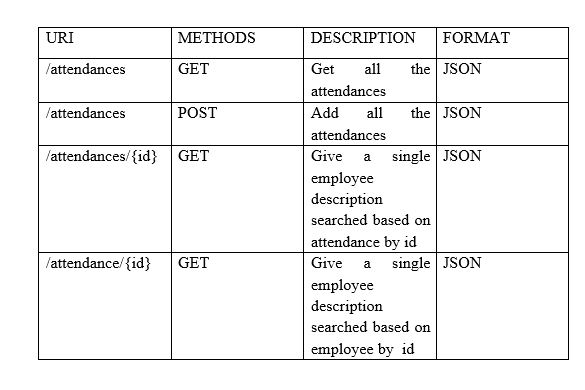 URI METHODS DESCRIPTION FORMAT
/attendances GET Get all the JSON
attendances
/attendances POST Add all the JSON
attendances
/attendances/{id} GET Give a single JSON
employee
description
searched based on
attendance by id
/attendance/{id} GET Give a single JSON
employee
description
searched based on
employee by id